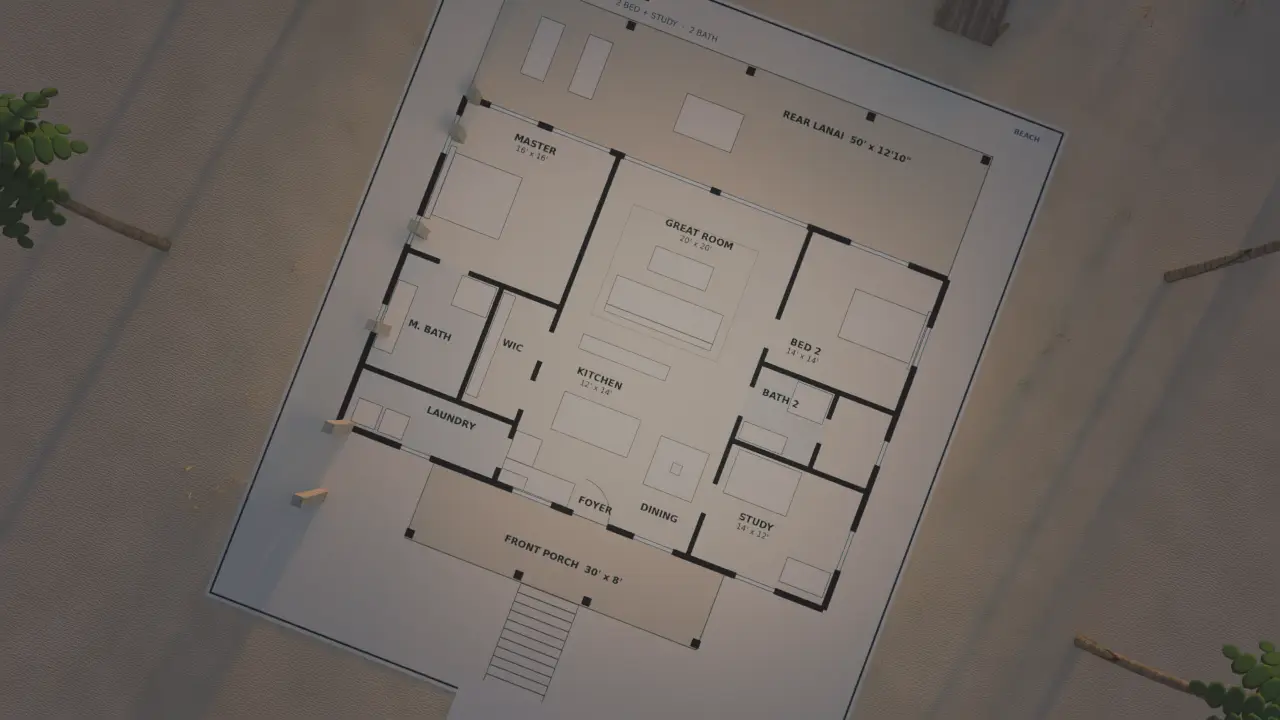 3 BED + STUDY · 2 BATH
BEACH
REAR LANAI 50' x 12'10"
MASTER
16' x 16'
GREAT ROOM
20' x 20'
M. BATH
WIC
BED 2
14' x 14'
KITCHEN
12' x 14'
BATH 2
LAUNDRY
FOYER
DINING
STUDY
14' x 12'
FRONT PORCH 30' x 8'